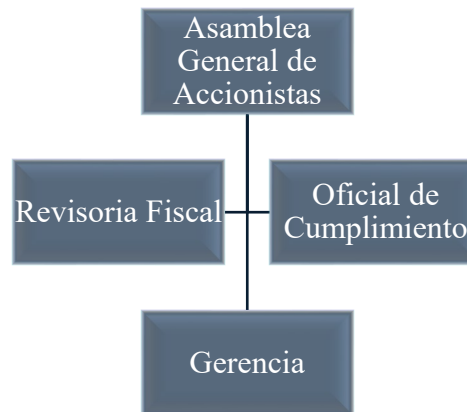 Asamblea
General de
Accionistas
Revisoria Fiscal
Oficial de
Cumplimiento
Gerencia